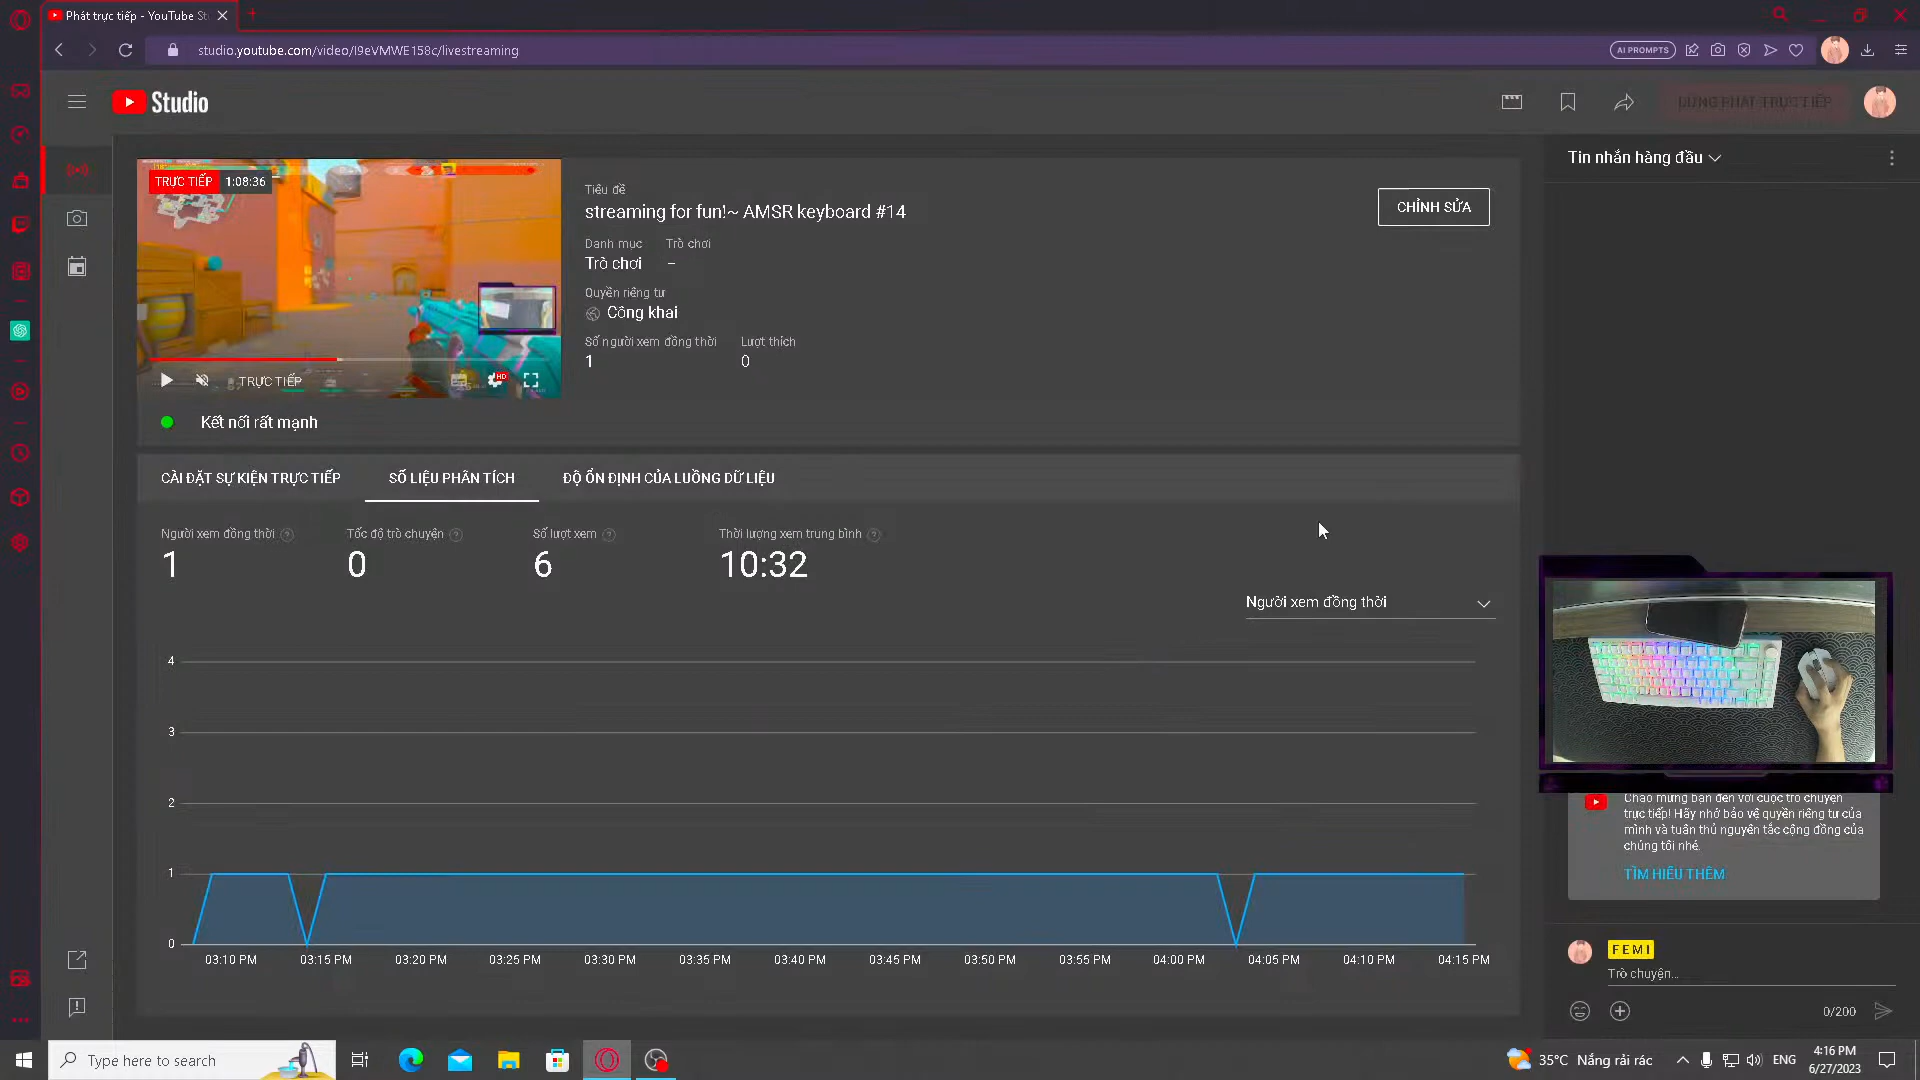 Phát trực tiếp - YouTube St
studio.youtube.com/video/I9eVMWE158c/livestreaming
AI PROMPTS
Studio
DỪNG PHÁT TRỰC TIẾP
TRỰC TIẾP 1:08:36
TRỰC TIẾP
HD
Tiêu đề
streaming for fun!~ AMSR keyboard #14
CHỈNH SỬA
Danh mục Trò chơi
Trò chơi –
Quyền riêng tư
Công khai
Số người xem đồng thời Lượt thích
1 0
Kết nối rất mạnh
CÀI ĐẶT SỰ KIỆN TRỰC TIẾP SỐ LIỆU PHÂN TÍCH ĐỘ ỔN ĐỊNH CỦA LUỒNG DỮ LIỆU
Người xem đồng thời Tốc độ trò chuyện Số lượt xem Thời lượng xem trung bình
1 0 6 10:32
Người xem đồng thời
4
3
2
1
0
03:10 PM 03:15 PM 03:20 PM 03:25 PM 03:30 PM 03:35 PM 03:40 PM 03:45 PM 03:50 PM 03:55 PM 04:00 PM 04:05 PM 04:10 PM 04:15 PM
Tin nhắn hàng đầu
Chào mừng bạn đến với cuộc trò chuyện
trực tiếp! Hãy nhớ bảo vệ quyền riêng tư của
mình và tuân thủ nguyên tắc cộng đồng của
chúng tôi nhé.
TÌM HIỂU THÊM
FEMI
Trò chuyện...
0/200
Type here to search
35°C Nắng rải rác
ENG
4:16 PM
6/27/2023